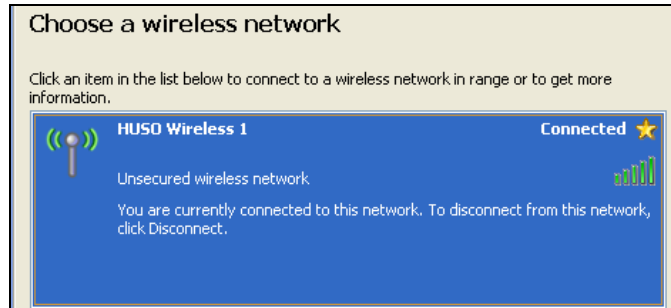 Choose a wireless network
Click an item in the list below to connect to a wireless network in range or to get more
information.
HUSO Wireless 1 Connected
Unsecured wireless network
You are currently connected to this network. To disconnect from this network,
click Disconnect.